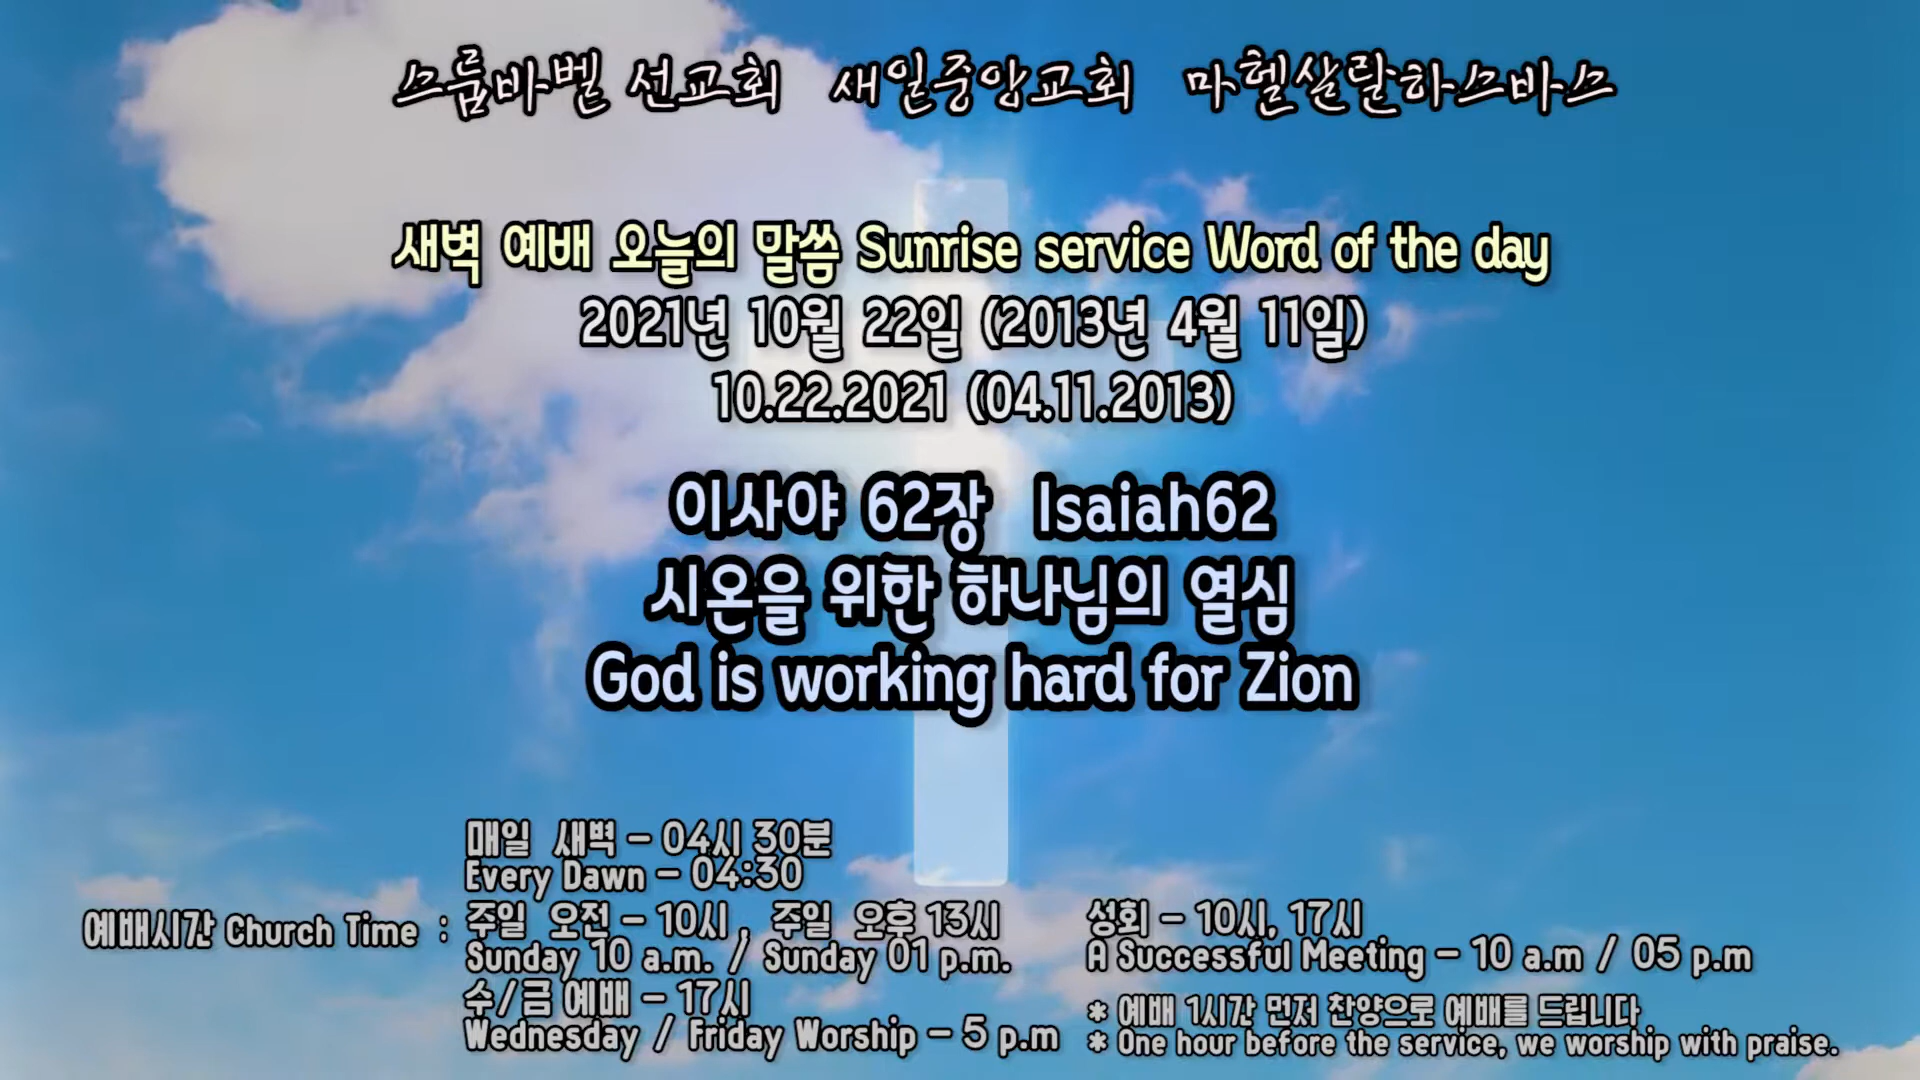 스룹바벨 선교회 새일중앙교회 마헬살랄하스바스
새벽 예배 오늘의 말씀 Sunrise service Word of the day
2021년 10월 22일 (2013년 4월 11일)
10.22.2021 (04.11.2013)
이사야 62장 Isaiah62
시온을 위한 하나님의 열심
God is working hard for Zion
매일 새벽 - 04시 30분
Every Dawn - 04:30
예배시간 Church Time :
주일 오전 - 10시 , 주일 오후 13시
Sunday 10 a.m. / Sunday 01 p.m.
수/금 예배 - 17시
Wednesday / Friday Worship - 5 p.m
성회 - 10시, 17시
A Successful Meeting - 10 a.m / 05 p.m
* 예배 1시간 먼저 찬양으로 예배를 드립니다
* One hour before the service, we worship with praise.